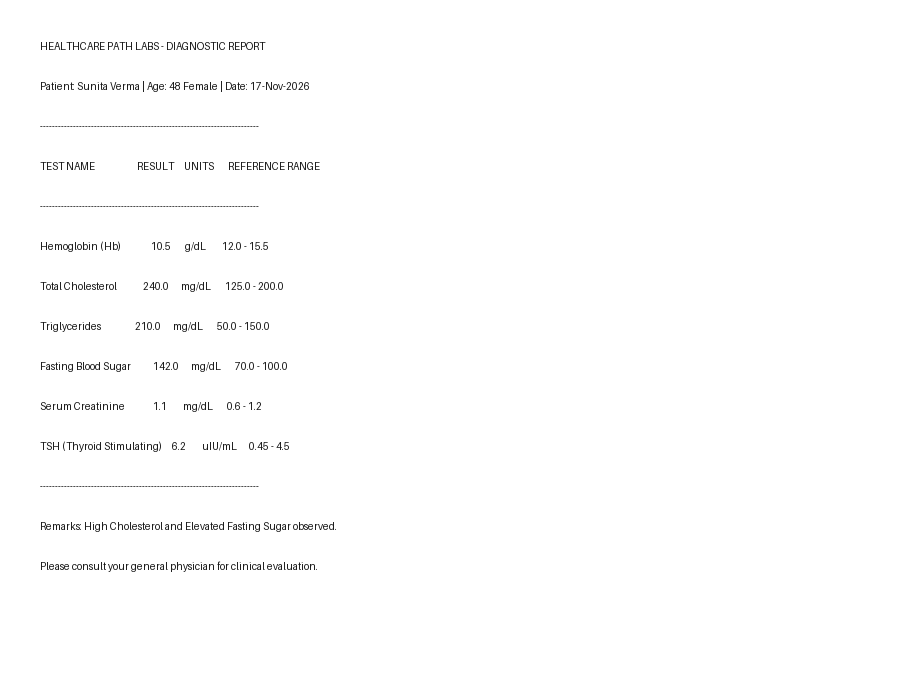 HEALTHCARE PATH LABS - DIAGNOSTIC REPORT
Patient: Sunita Verma | Age: 48 Female | Date: 17-Nov-2026
--------------------------------------------------------------------------
TEST NAME RESULT UNITS REFERENCE RANGE
--------------------------------------------------------------------------
Hemoglobin (Hb) 10.5 g/dL 12.0 - 15.5
Total Cholesterol 240.0 mg/dL 125.0 - 200.0
Triglycerides 210.0 mg/dL 50.0 - 150.0
Fasting Blood Sugar 142.0 mg/dL 70.0 - 100.0
Serum Creatinine 1.1 mg/dL 0.6 - 1.2
TSH (Thyroid Stimulating) 6.2 uIU/mL 0.45 - 4.5
--------------------------------------------------------------------------
Remarks: High Cholesterol and Elevated Fasting Sugar observed.
Please consult your general physician for clinical evaluation.